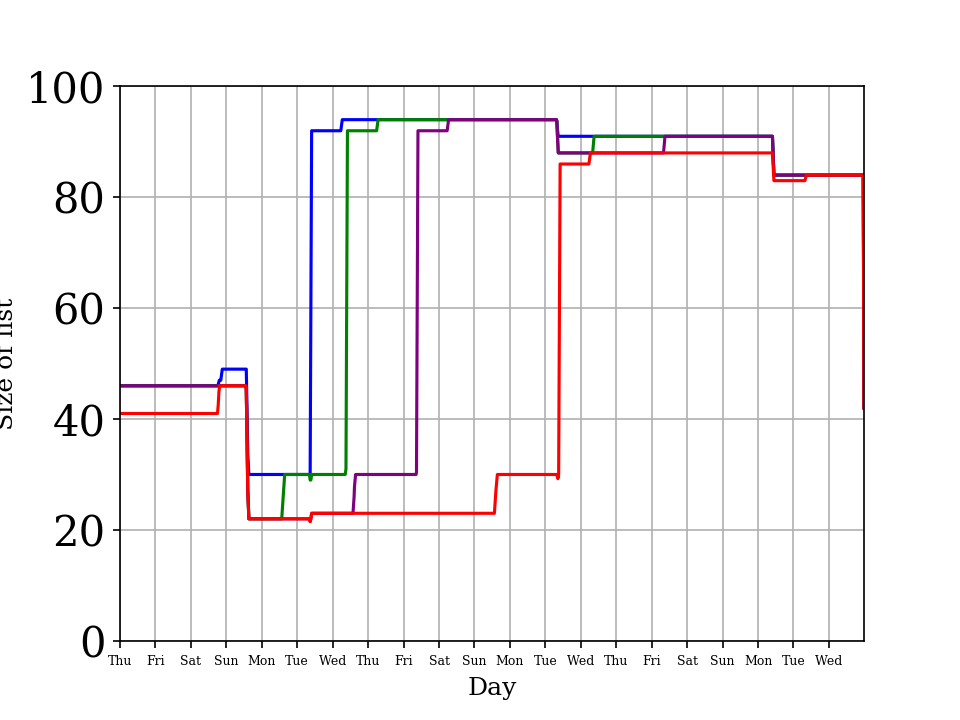 100
80
60
40
20
0
Size of list
Thu Fri Sat Sun Mon Tue Wed Thu Fri Sat Sun Mon Tue Wed Thu Fri Sat Sun Mon Tue Wed
Day